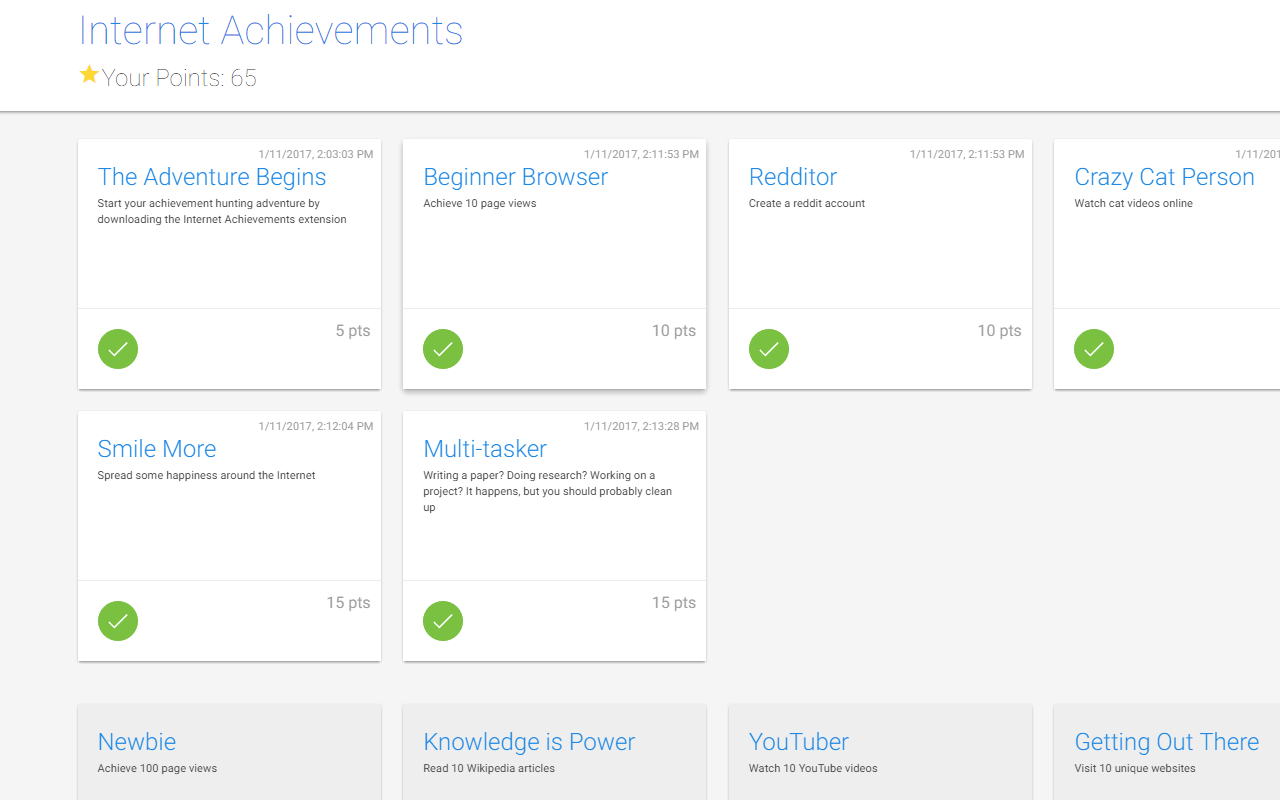 Internet Achievements
Your Points: 65
1/11/2017, 2:03:03 PM
The Adventure Begins
Start your achievement hunting adventure by
downloading the Internet Achievements extension
5 pts
1/11/2017, 2:11:53 PM
Beginner Browser
Achieve 10 page views
10 pts
1/11/2017, 2:11:53 PM
Redditor
Create a reddit account
10 pts
1/11/201
Crazy Cat Person
Watch cat videos online
1/11/2017, 2:12:04 PM
Smile More
Spread some happiness around the Internet
15 pts
1/11/2017, 2:13:28 PM
Multi-tasker
Writing a paper? Doing research? Working on a
project? It happens, but you should probably clean
up
15 pts
Newbie
Achieve 100 page views
Knowledge is Power
Read 10 Wikipedia articles
YouTuber
Watch 10 YouTube videos
Getting Out There
Visit 10 unique websites